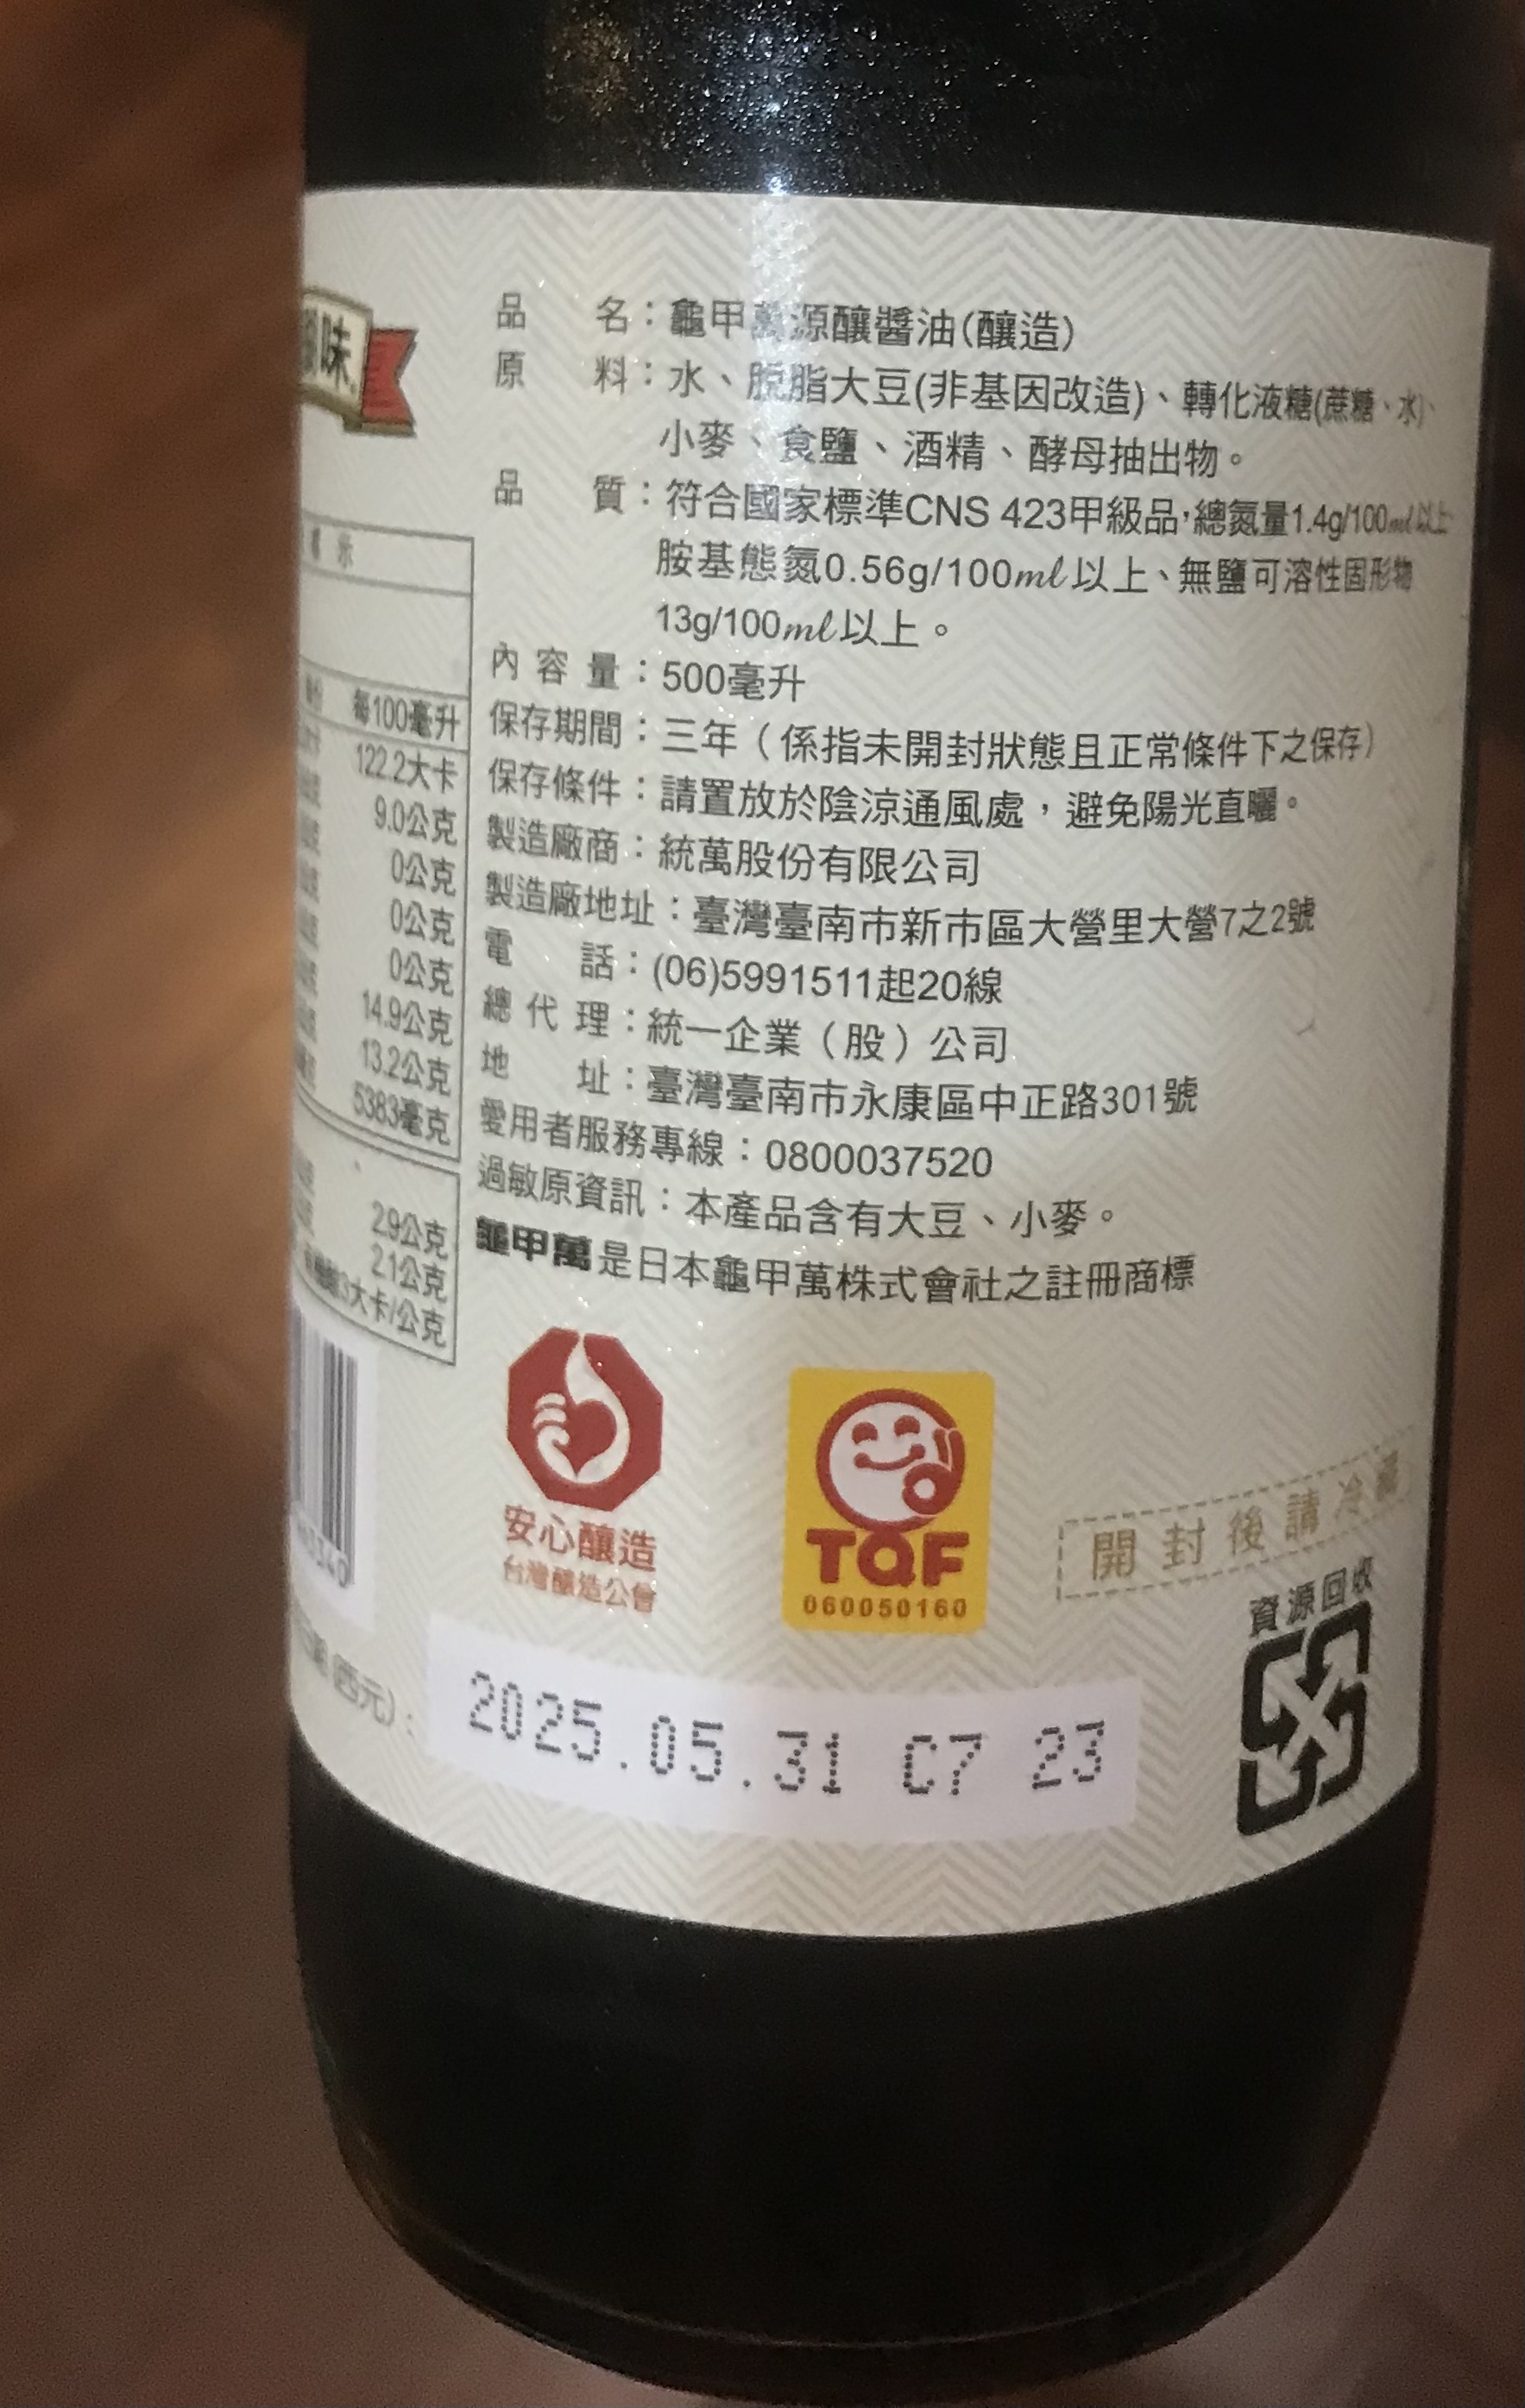 味
品名：龜甲萬源釀醬油(釀造)
原料：水、脫脂大豆(非基因改造)、轉化液糖(蔗糖、水)、
小麥、食鹽、酒精、酵母抽出物。
品質：符合國家標準CNS 423甲級品，總氮量1.4g/100ml以上、
胺基態氮0.56g/100ml以上、無鹽可溶性固形物
13g/100ml以上。
內容量：500毫升
保存期間：三年（係指未開封狀態且正常條件下之保存）
保存條件：請置放於陰涼通風處，避免陽光直曬。
製造廠商：統萬股份有限公司
製造廠地址：臺灣臺南市新市區大營里大營7之2號
電話：(06)5991511起20線
總代理：統一企業（股）公司
地址：臺灣臺南市永康區中正路301號
愛用者服務專線：0800037520
過敏原資訊：本產品含有大豆、小麥。
龜甲萬是日本龜甲萬株式會社之註冊商標
示
每100毫升
122.2大卡
9.0公克
0公克
0公克
0公克
14.9公克
13.2公克
5383毫克
2.9公克
2.1公克
3大卡/公克
安心釀造
台灣釀造公會
TQF
060050160
開封後請冷藏
資源回收
(西元)：
2025.05.31 C7 23